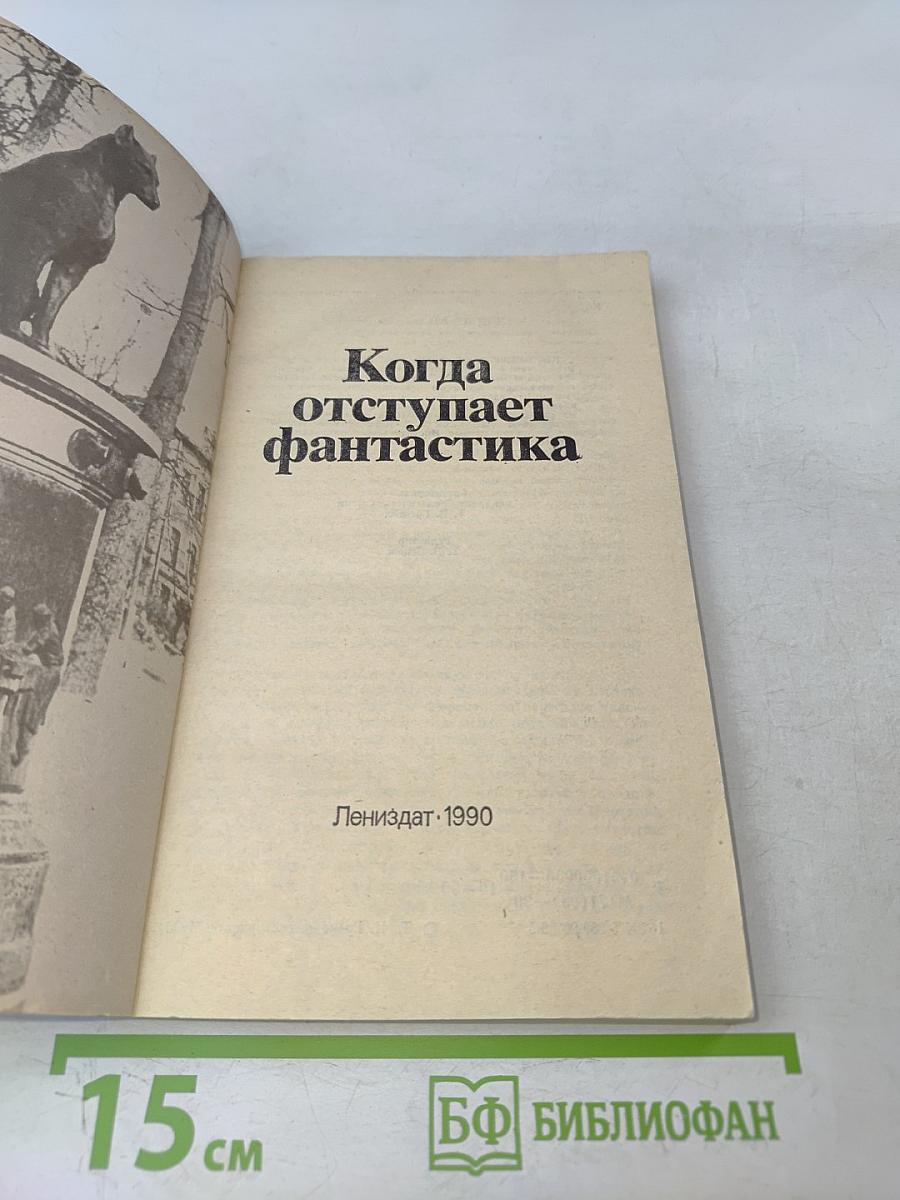 Когда
отступает
фантастика
Лениздат·1990
15 см
БФ БИБЛИОФАН